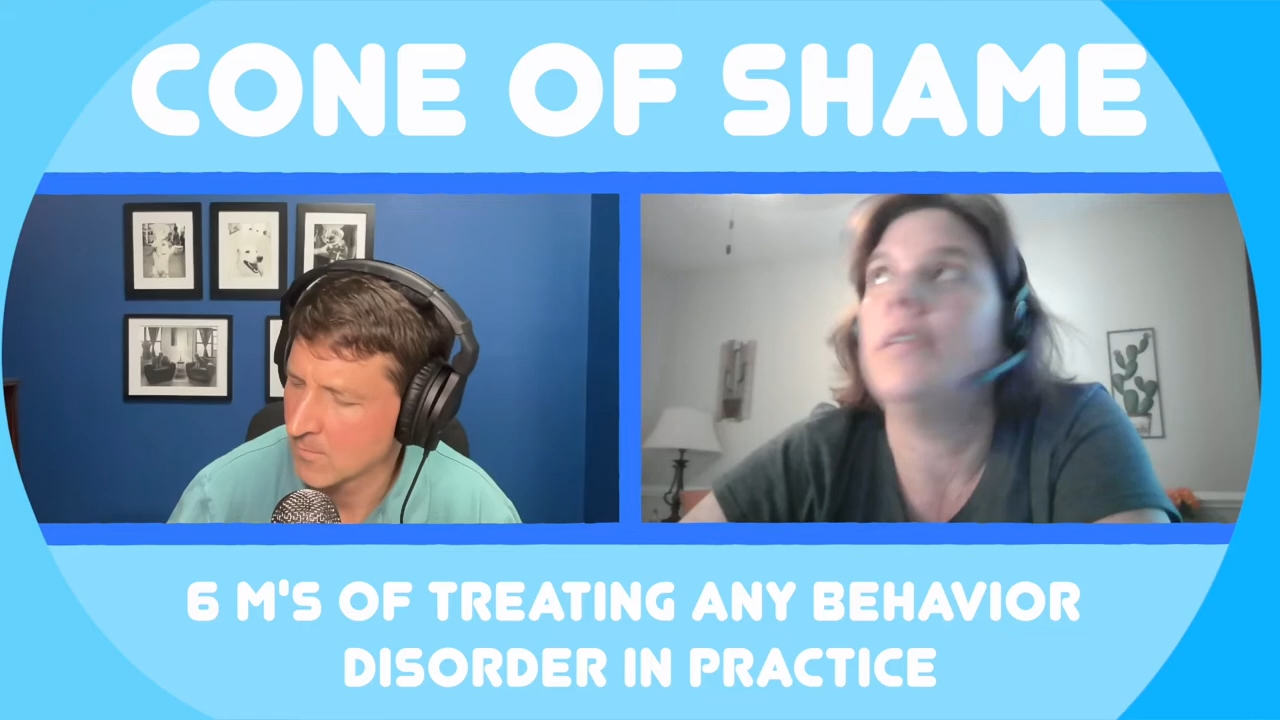 CONE OF SHAME
6 M'S OF TREATING ANY BEHAVIOR
DISORDER IN PRACTICE